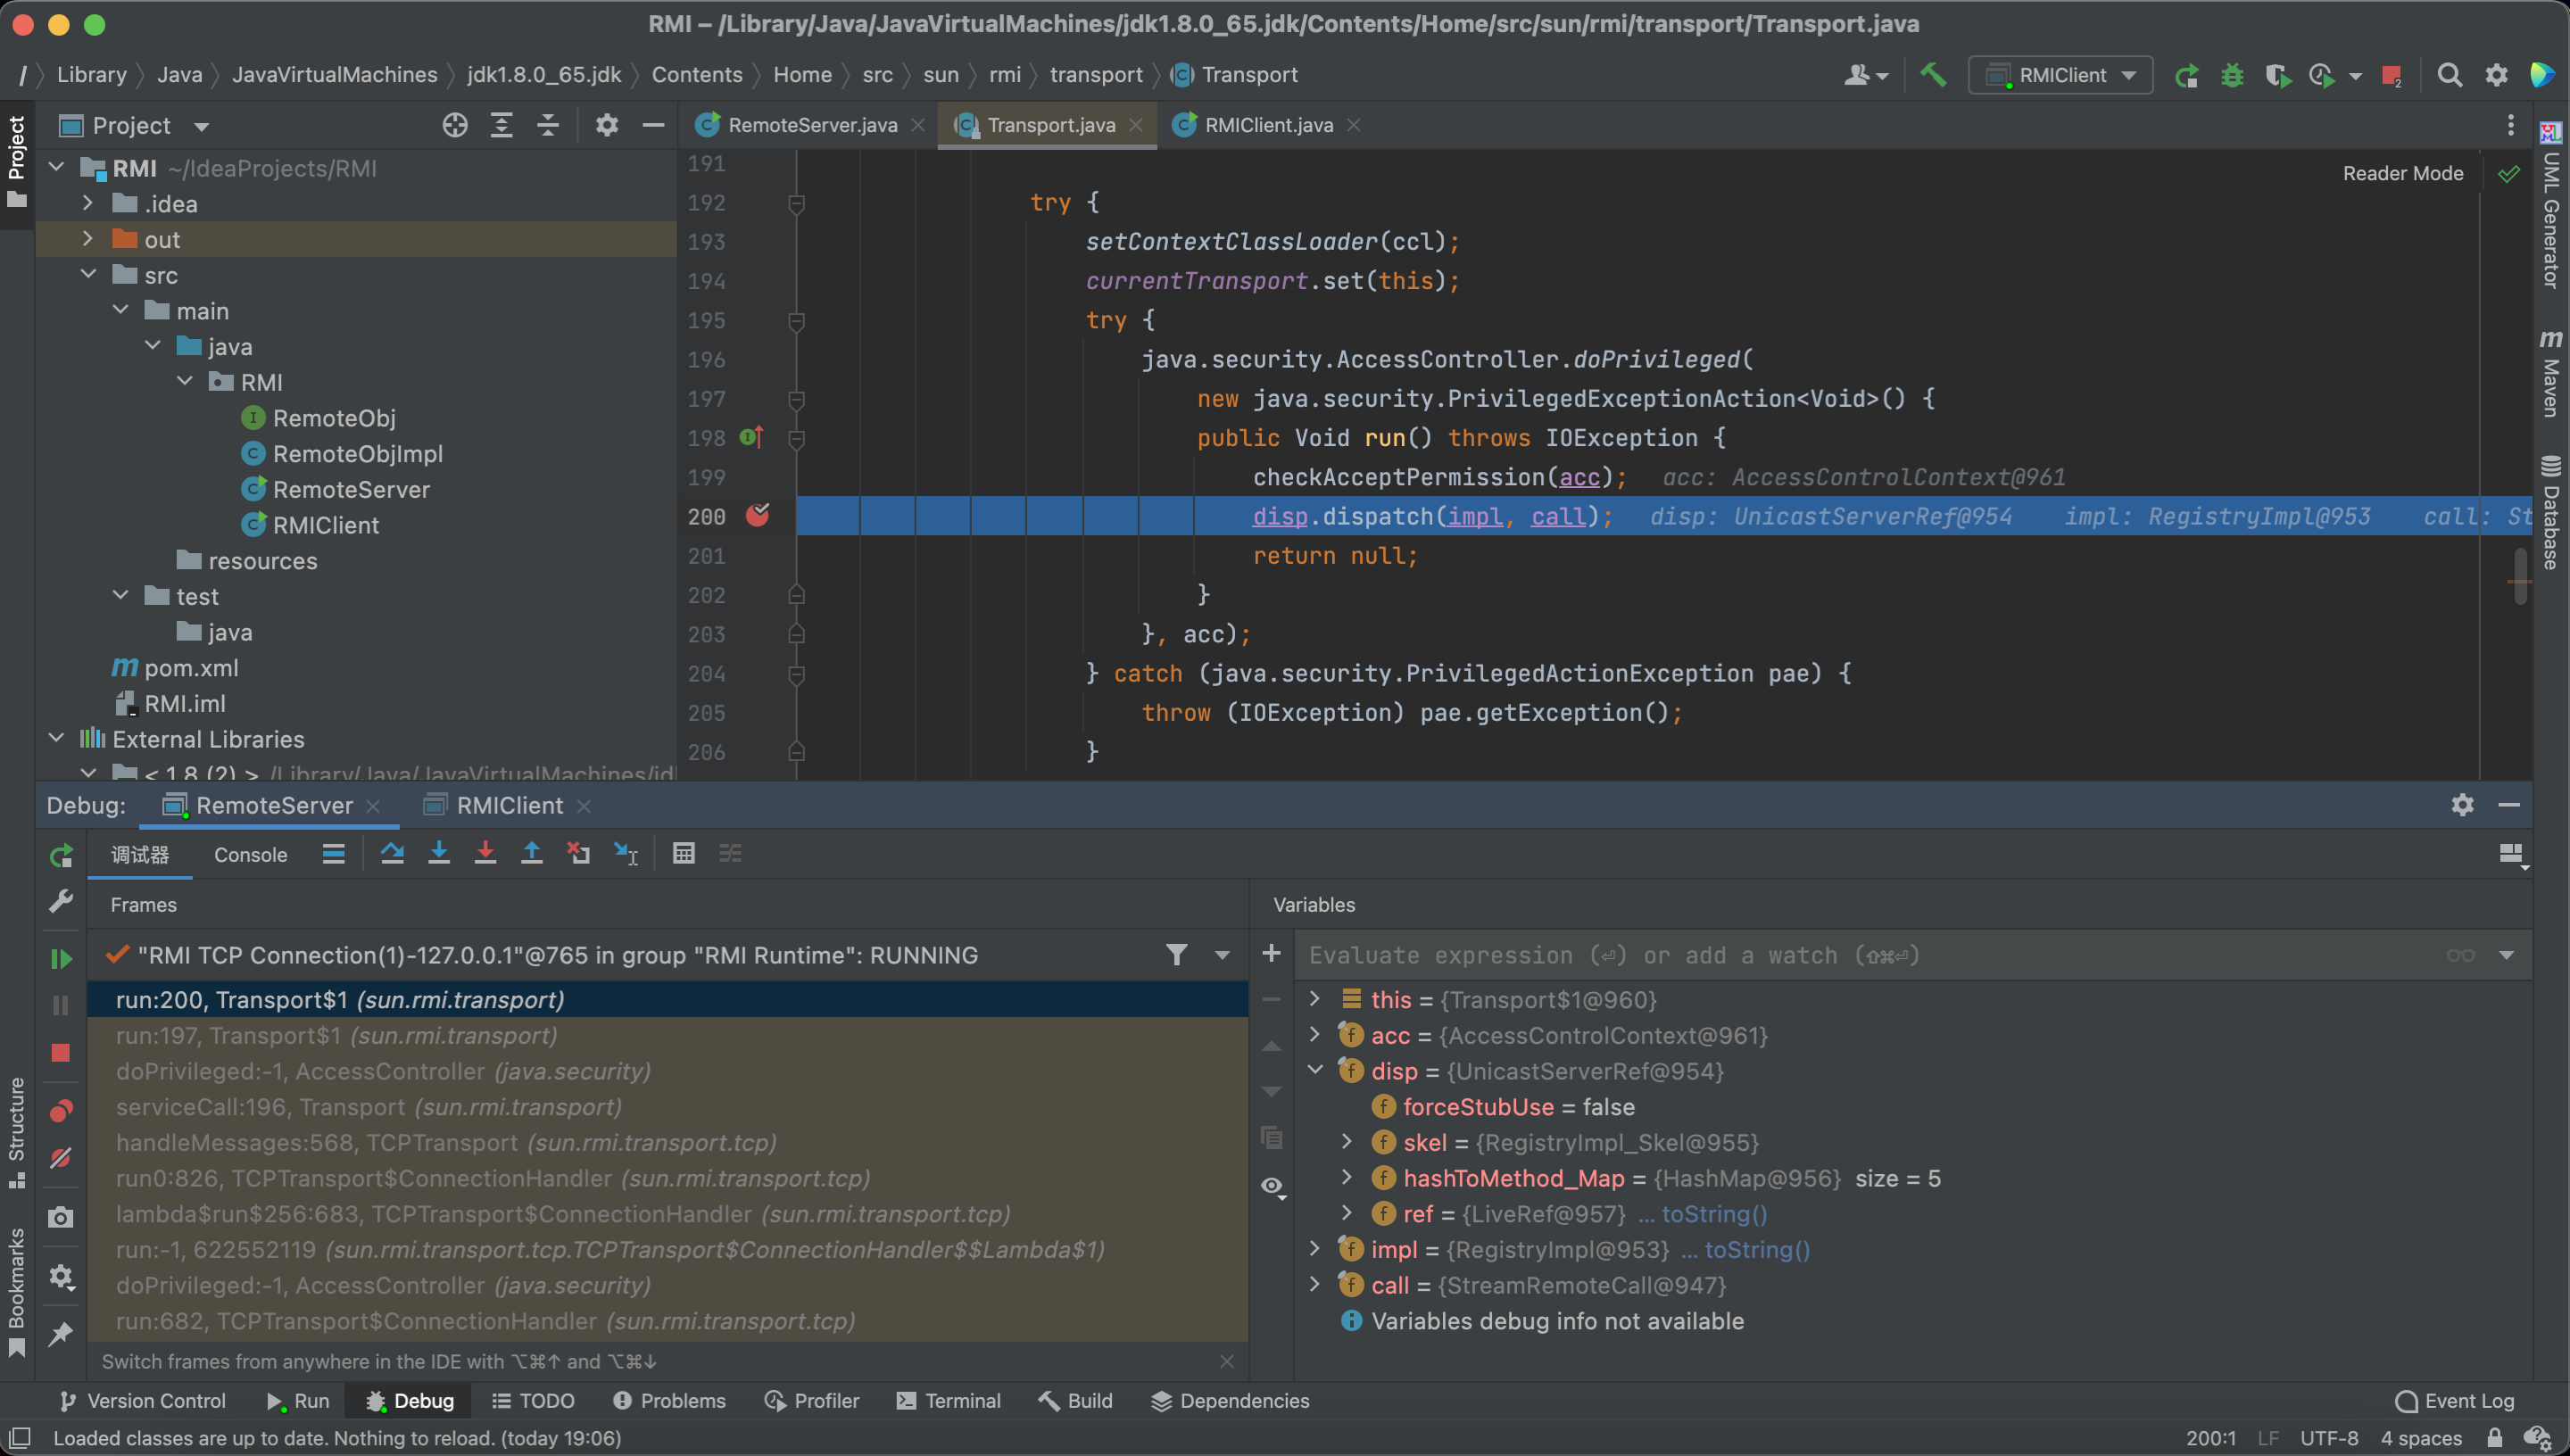 RMI – /Library/Java/JavaVirtualMachines/jdk1.8.0_65.jdk/Contents/Home/src/sun/rmi/transport/Transport.java
/ Library Java JavaVirtualMachines jdk1.8.0_65.jdk Contents Home src sun rmi transport Transport
RMIClient
Project
RemoteServer.java
Transport.java
RMIClient.java
Project
RMI ~/IdeaProjects/RMI
.idea
out
src
main
java
RMI
RemoteObj
RemoteObjImpl
RemoteServer
RMIClient
resources
test
java
pom.xml
RMI.iml
External Libraries
< 1.8 (2) > /Library/Java/JavaVirtualMachines/jd
Reader Mode
191
192 try {
193 setContextClassLoader(ccl);
194 currentTransport.set(this);
195 try {
196 java.security.AccessController.doPrivileged(
197 new java.security.PrivilegedExceptionAction<Void>() {
198 public Void run() throws IOException {
199 checkAcceptPermission(acc); acc: AccessControlContext@961
200 disp.dispatch(impl, call); disp: UnicastServerRef@954 impl: RegistryImpl@953 call: St
201 return null;
202 }
203 }, acc);
204 } catch (java.security.PrivilegedActionException pae) {
205 throw (IOException) pae.getException();
206 }
UML Generator
Maven
Database
Debug: RemoteServer RMIClient
调试器 Console
Frames
"RMI TCP Connection(1)-127.0.0.1"@765 in group "RMI Runtime": RUNNING
run:200, Transport$1 (sun.rmi.transport)
run:197, Transport$1 (sun.rmi.transport)
doPrivileged:-1, AccessController (java.security)
serviceCall:196, Transport (sun.rmi.transport)
handleMessages:568, TCPTransport (sun.rmi.transport.tcp)
run0:826, TCPTransport$ConnectionHandler (sun.rmi.transport.tcp)
lambda$run$256:683, TCPTransport$ConnectionHandler (sun.rmi.transport.tcp)
run:-1, 622552119 (sun.rmi.transport.tcp.TCPTransport$ConnectionHandler$$Lambda$1)
doPrivileged:-1, AccessController (java.security)
run:682, TCPTransport$ConnectionHandler (sun.rmi.transport.tcp)
Switch frames from anywhere in the IDE with ⌥⌘↑ and ⌥⌘↓
Variables
Evaluate expression (⏎) or add a watch (⇧⌘⏎)
this = {Transport$1@960}
acc = {AccessControlContext@961}
disp = {UnicastServerRef@954}
forceStubUse = false
skel = {RegistryImpl_Skel@955}
hashToMethod_Map = {HashMap@956} size = 5
ref = {LiveRef@957} ... toString()
impl = {RegistryImpl@953} ... toString()
call = {StreamRemoteCall@947}
Variables debug info not available
Structure
Bookmarks
Version Control Run Debug TODO Problems Profiler Terminal Build Dependencies Event Log
Loaded classes are up to date. Nothing to reload. (today 19:06) 200:1 LF UTF-8 4 spaces